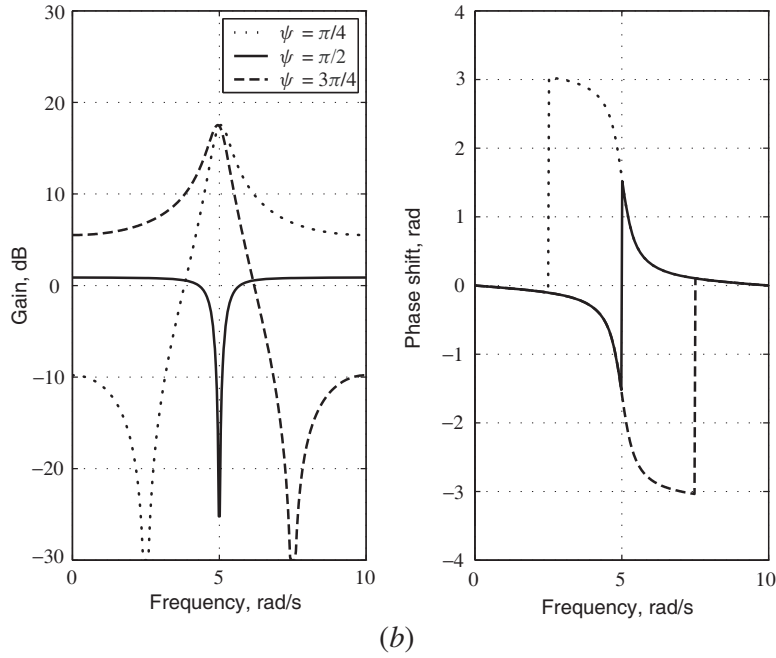 30
20
10
0
−10
−20
−30
Gain, dB
0
5
10
Frequency, rad/s
ψ = π/4
ψ = π/2
ψ = 3π/4
4
3
2
1
0
−1
−2
−3
−4
Phase shift, rad
0
5
10
Frequency, rad/s
(b)